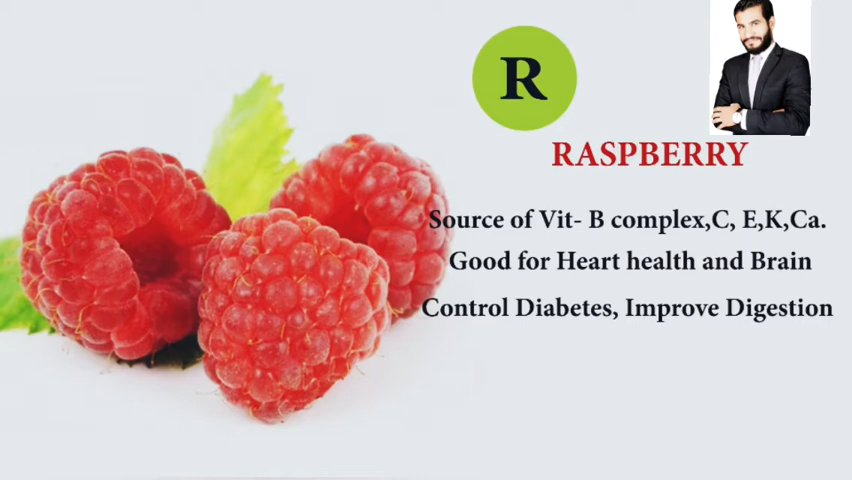 R
RASPBERRY
Source of Vit- B complex,C, E,K,Ca.
Good for Heart health and Brain
Control Diabetes, Improve Digestion